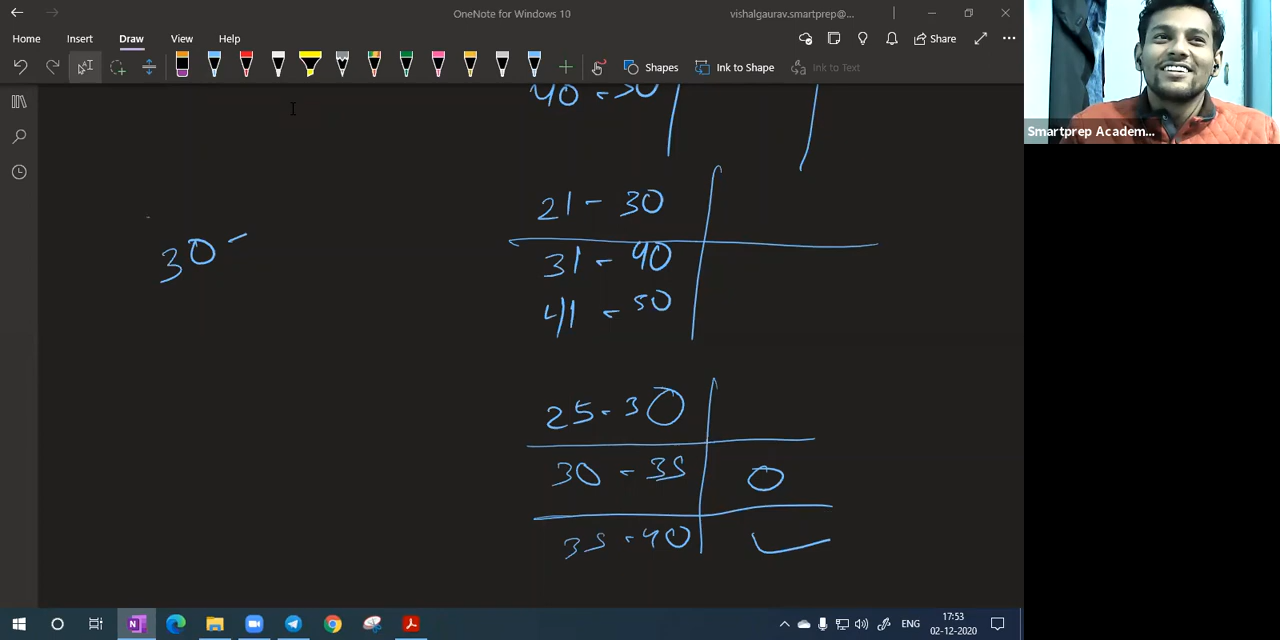 OneNote for Windows 10
vishalgaurav.smartprep@...
Home Insert Draw View Help
Share
Shapes
Ink to Shape
Ink to Text
Smartprep Academ...
40 - 50
21 - 30
30 -
31 - 40
41 - 50
25 - 30
30 - 35 0
35 - 40
ENG
17:53
02-12-2020